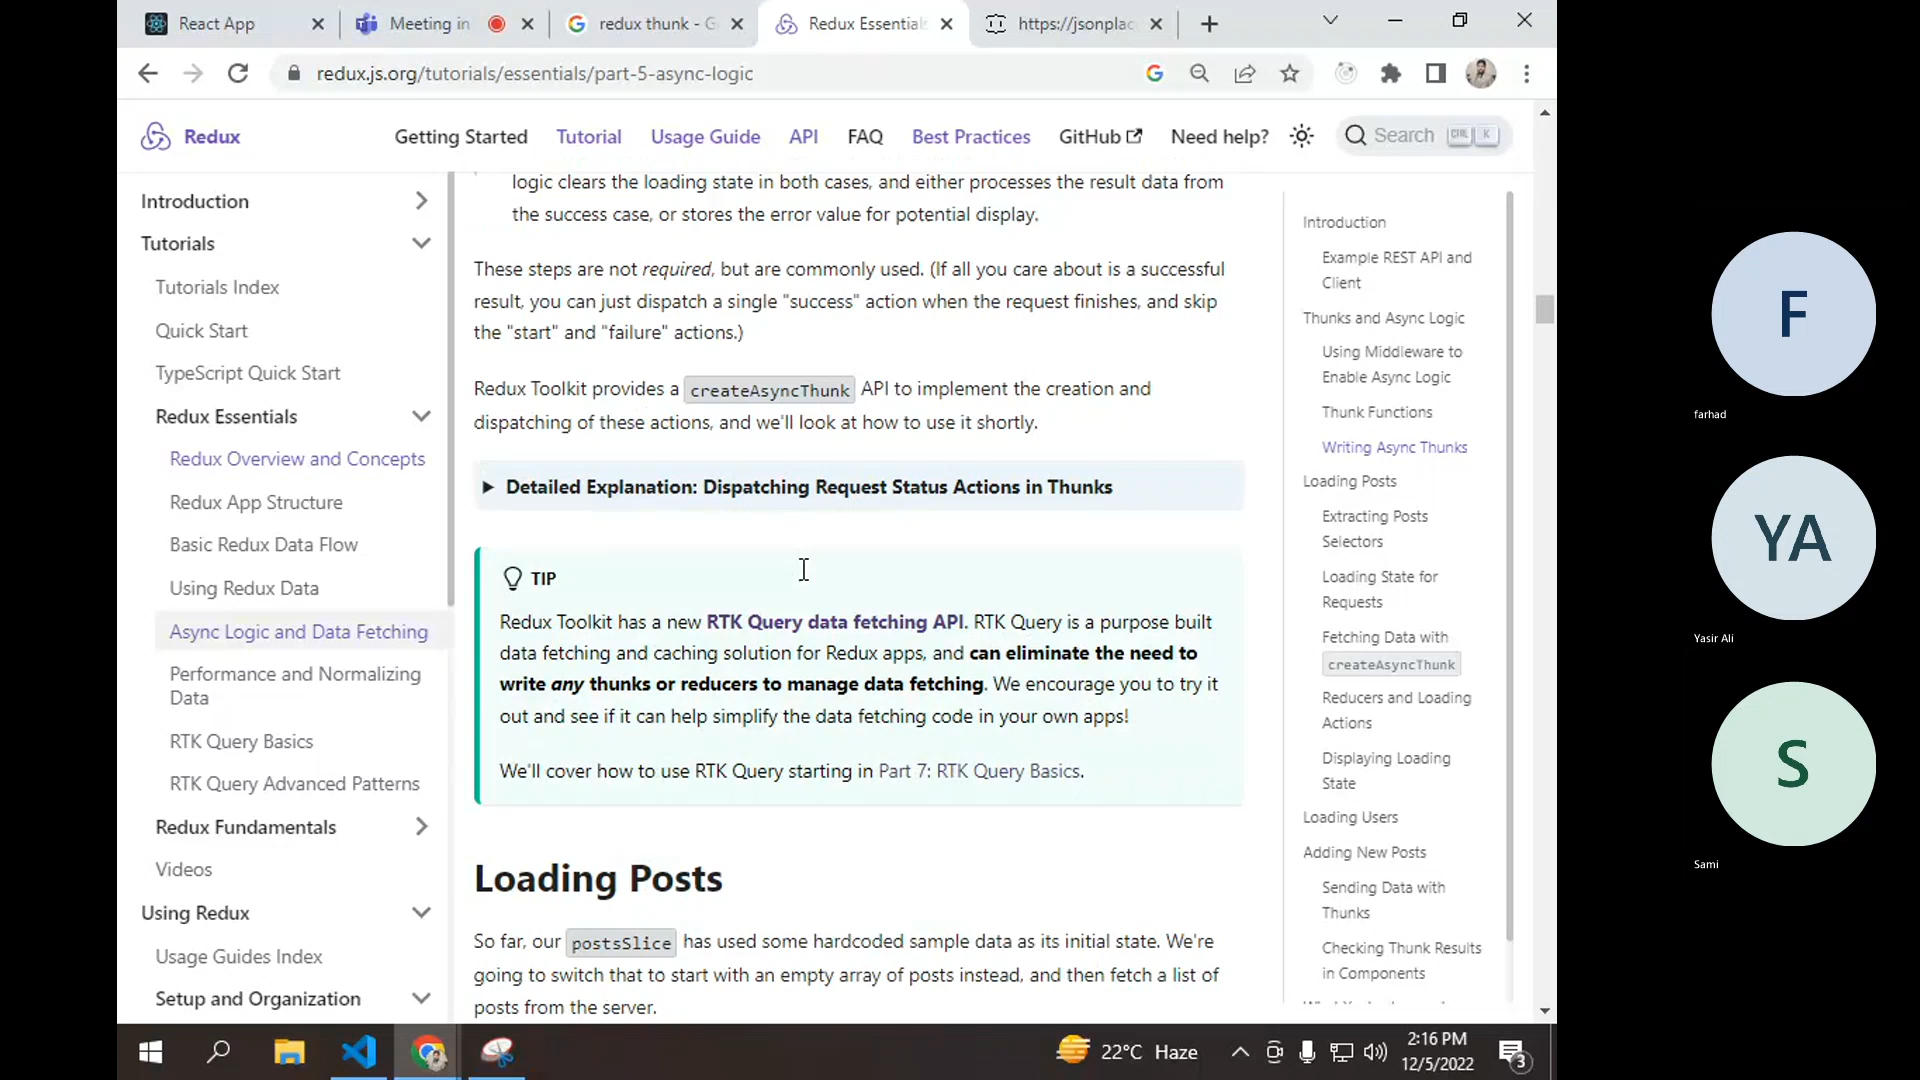 React App
Meeting in
redux thunk - G
Redux Essential
https://jsonplac
redux.js.org/tutorials/essentials/part-5-async-logic
Redux
Getting Started
Tutorial
Usage Guide
API
FAQ
Best Practices
GitHub
Need help?
Search
CTRL
K
Introduction
Tutorials
Tutorials Index
Quick Start
TypeScript Quick Start
Redux Essentials
Redux Overview and Concepts
Redux App Structure
Basic Redux Data Flow
Using Redux Data
Async Logic and Data Fetching
Performance and Normalizing
Data
RTK Query Basics
RTK Query Advanced Patterns
Redux Fundamentals
Videos
Using Redux
Usage Guides Index
Setup and Organization
logic clears the loading state in both cases, and either processes the result data from
the success case, or stores the error value for potential display.
These steps are not required, but are commonly used. (If all you care about is a successful
result, you can just dispatch a single "success" action when the request finishes, and skip
the "start" and "failure" actions.)
Redux Toolkit provides a createAsyncThunk API to implement the creation and
dispatching of these actions, and we'll look at how to use it shortly.
Detailed Explanation: Dispatching Request Status Actions in Thunks
TIP
Redux Toolkit has a new RTK Query data fetching API. RTK Query is a purpose built
data fetching and caching solution for Redux apps, and can eliminate the need to
write any thunks or reducers to manage data fetching. We encourage you to try it
out and see if it can help simplify the data fetching code in your own apps!
We'll cover how to use RTK Query starting in Part 7: RTK Query Basics.
Loading Posts
So far, our postsSlice has used some hardcoded sample data as its initial state. We're
going to switch that to start with an empty array of posts instead, and then fetch a list of
posts from the server.
Introduction
Example REST API and
Client
Thunks and Async Logic
Using Middleware to
Enable Async Logic
Thunk Functions
Writing Async Thunks
Loading Posts
Extracting Posts
Selectors
Loading State for
Requests
Fetching Data with
createAsyncThunk
Reducers and Loading
Actions
Displaying Loading
State
Loading Users
Adding New Posts
Sending Data with
Thunks
Checking Thunk Results
in Components
22°C Haze
2:16 PM
12/5/2022
3
F
farhad
YA
Yasir Ali
S
Sami